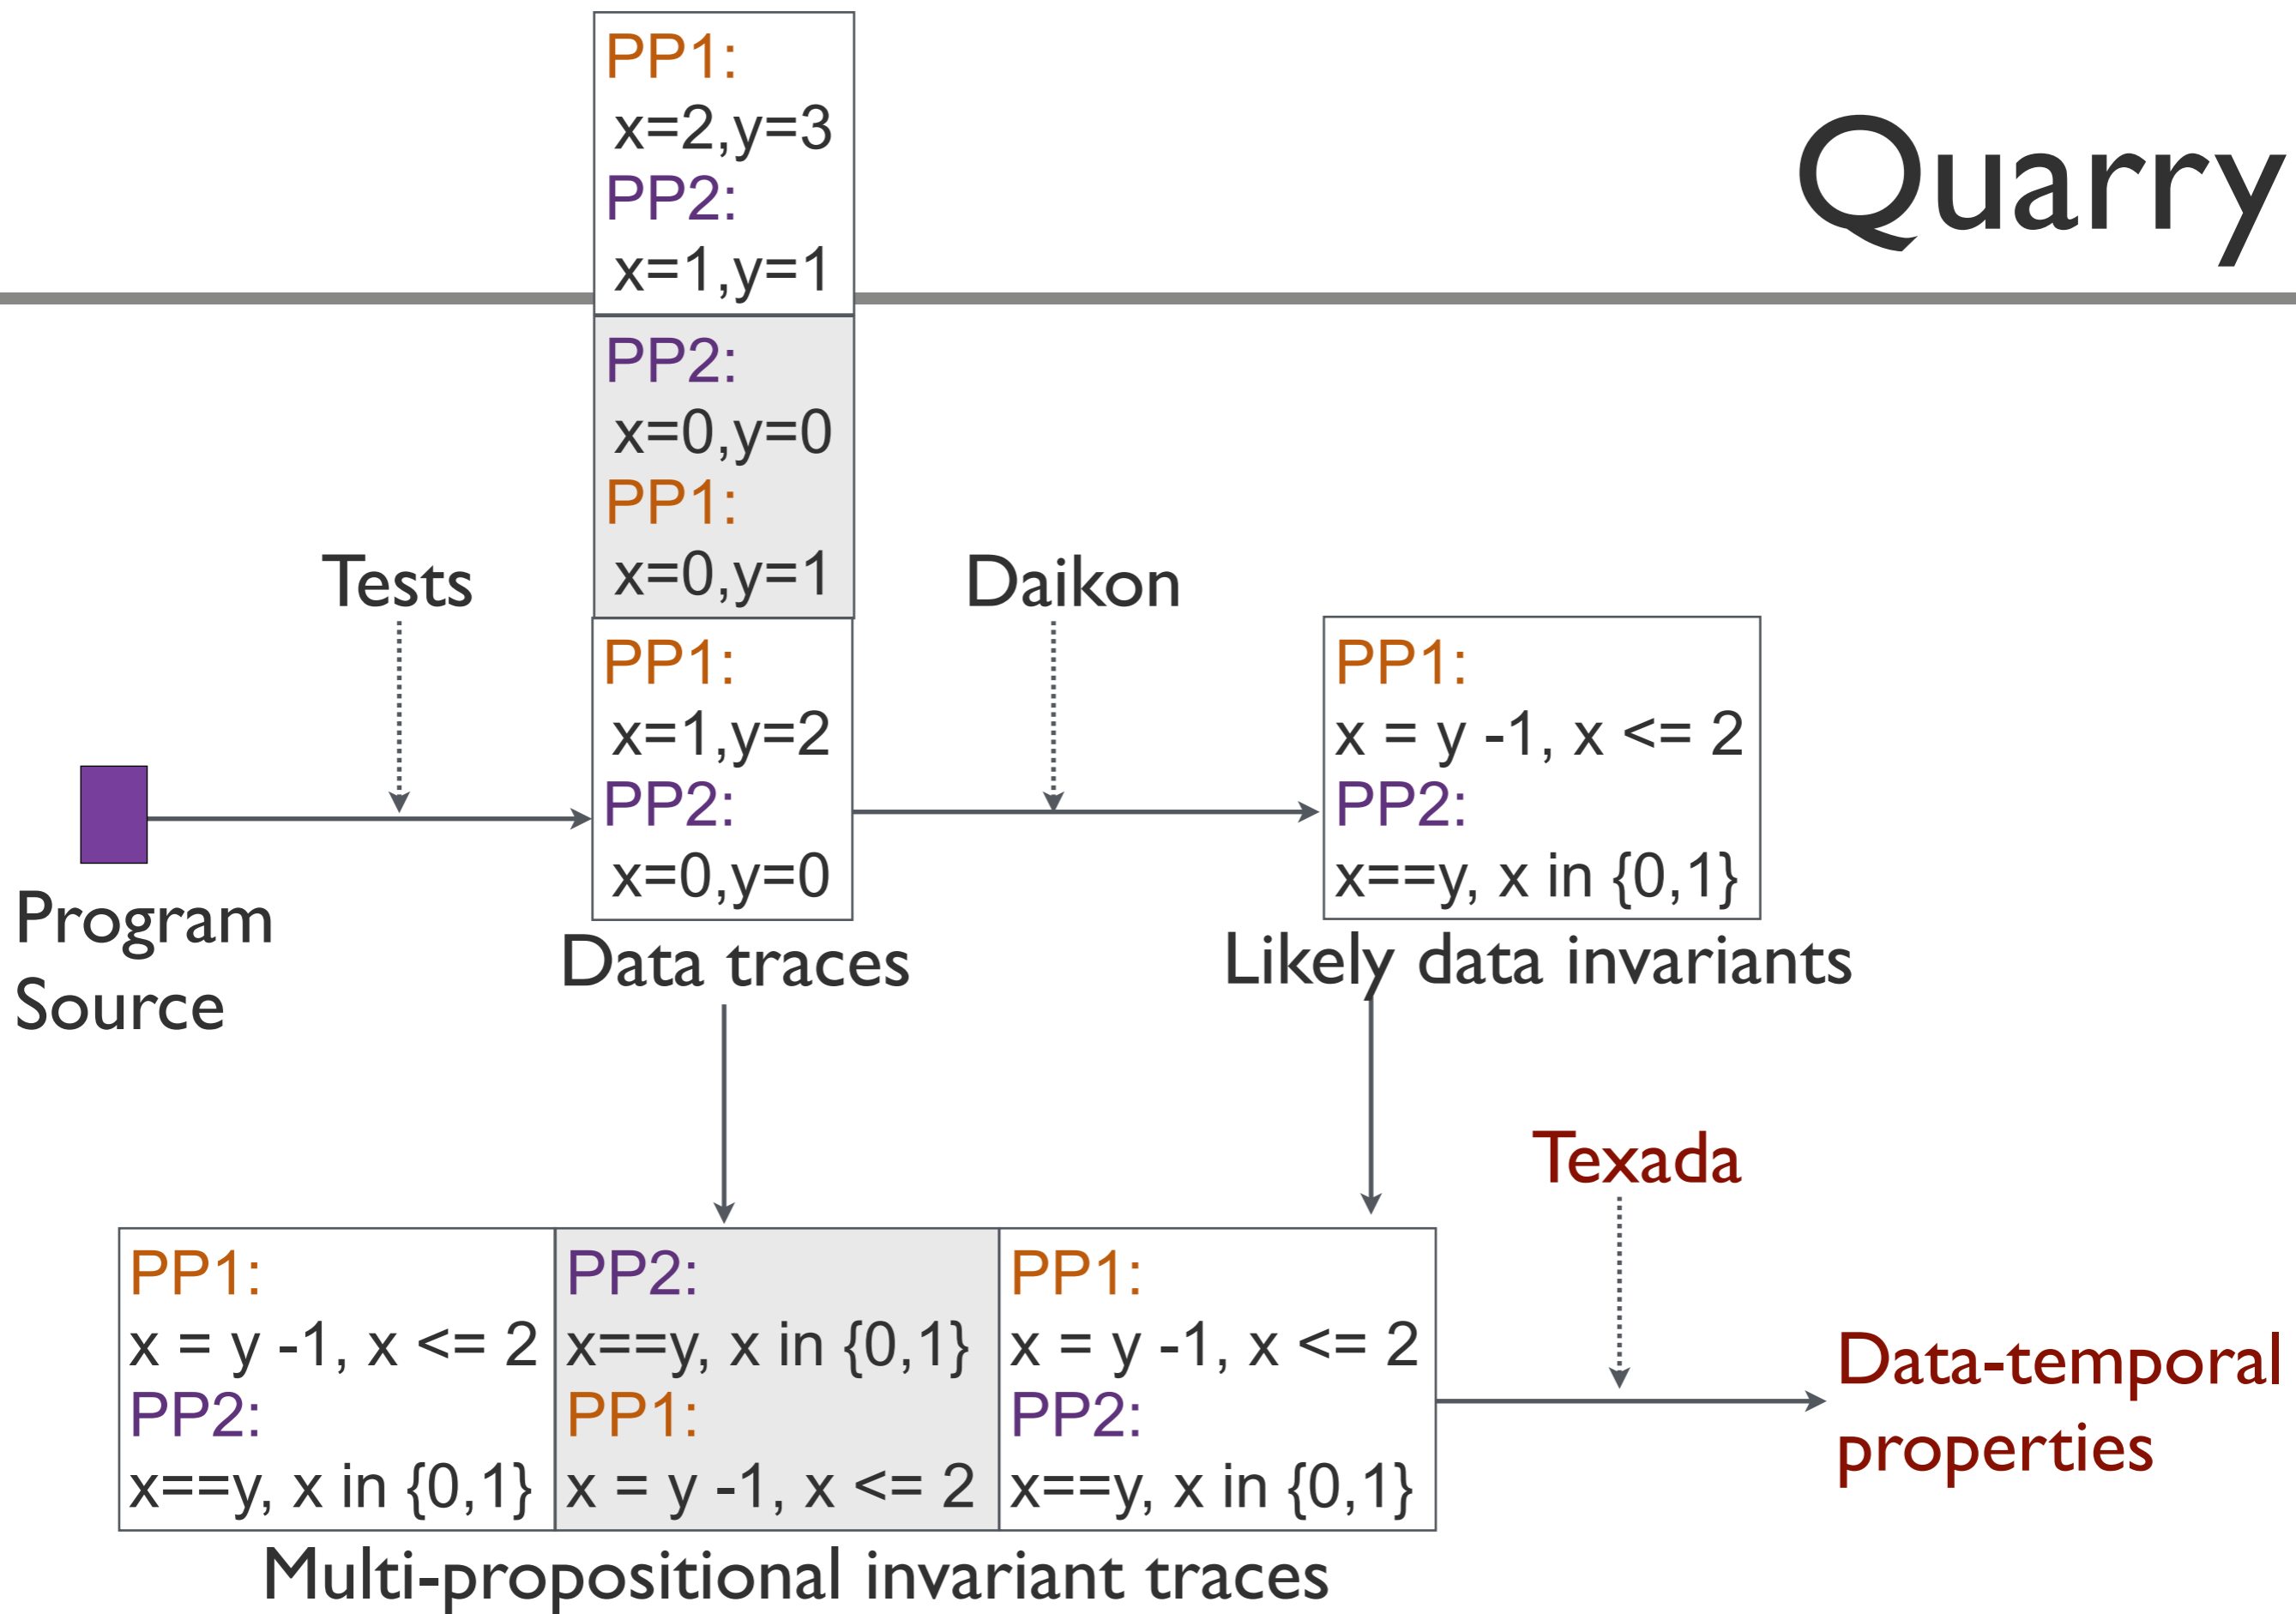 Quarry
PP1:
x=2,y=3
PP2:
x=1,y=1
PP2:
x=0,y=0
PP1:
x=0,y=1
PP1:
x=1,y=2
PP2:
x=0,y=0
Data traces
Tests
Program
Source
Daikon
PP1:
x = y -1, x <= 2
PP2:
x==y, x in {0,1}
Likely data invariants
PP1:
x = y -1, x <= 2
PP2:
x==y, x in {0,1}
PP2:
x==y, x in {0,1}
PP1:
x = y -1, x <= 2
PP1:
x = y -1, x <= 2
PP2:
x==y, x in {0,1}
Multi-propositional invariant traces
Texada
Data-temporal
properties